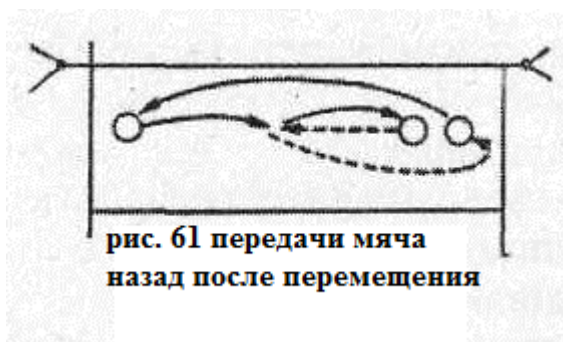 рис. 61 передачи мяча
назад после перемещения